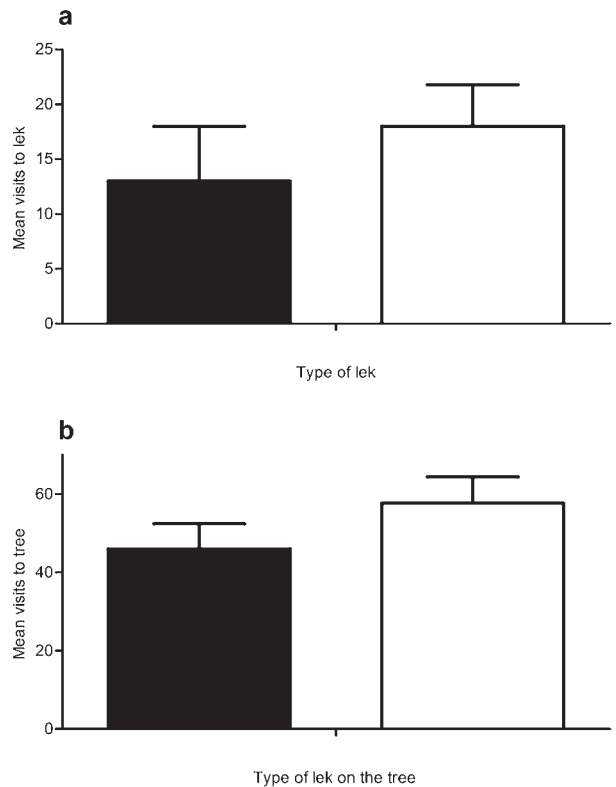 a
25
20
15
10
5
0
Mean visits to lek
Type of lek
b
60
40
20
0
Mean visits to tree
Type of lek on the tree